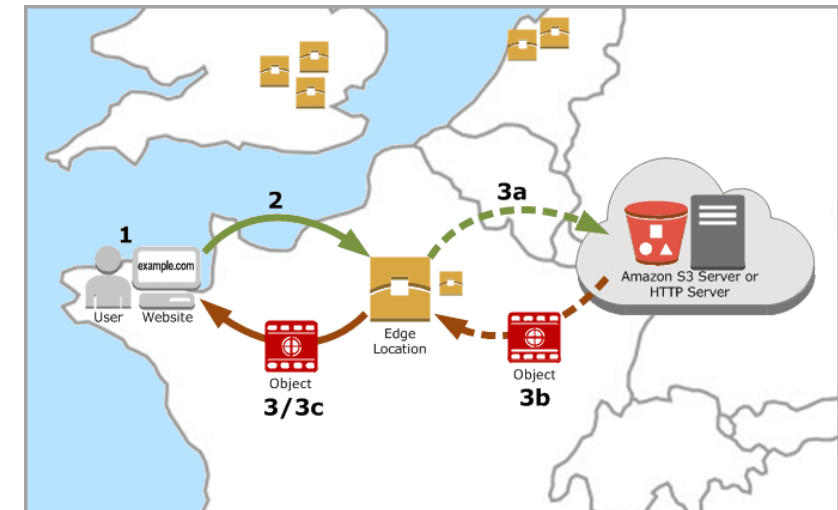 1
2
3a
example.com
User
Website
Edge
Location
Amazon S3 Server or
HTTP Server
Object
3/3c
Object
3b